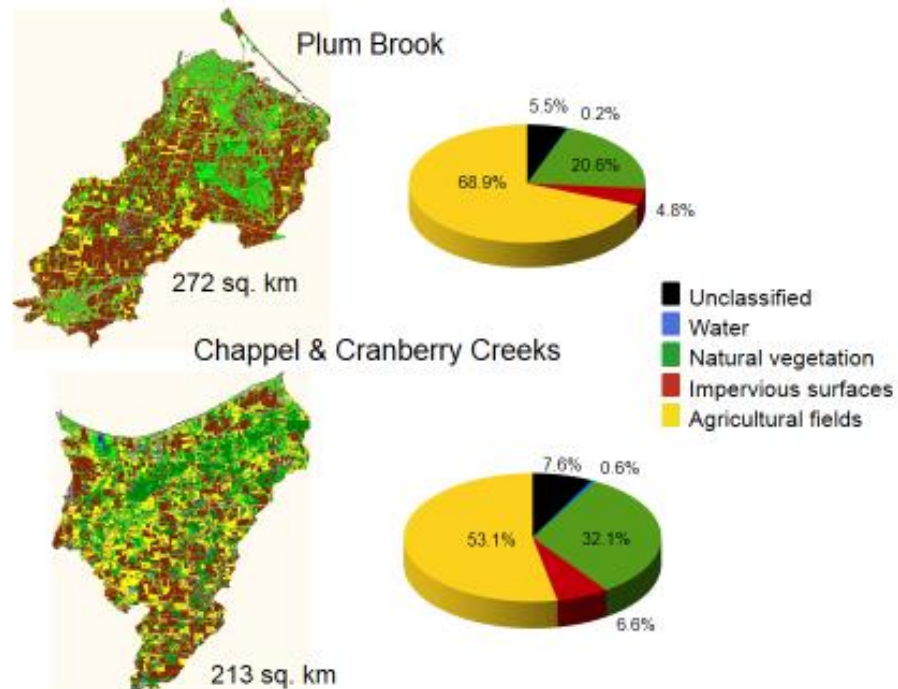 Plum Brook
5.5%
0.2%
20.6%
68.9%
4.8%
272 sq. km
Unclassified
Water
Natural vegetation
Impervious surfaces
Agricultural fields
Chappel & Cranberry Creeks
7.6%
0.6%
53.1%
32.1%
6.6%
213 sq. km